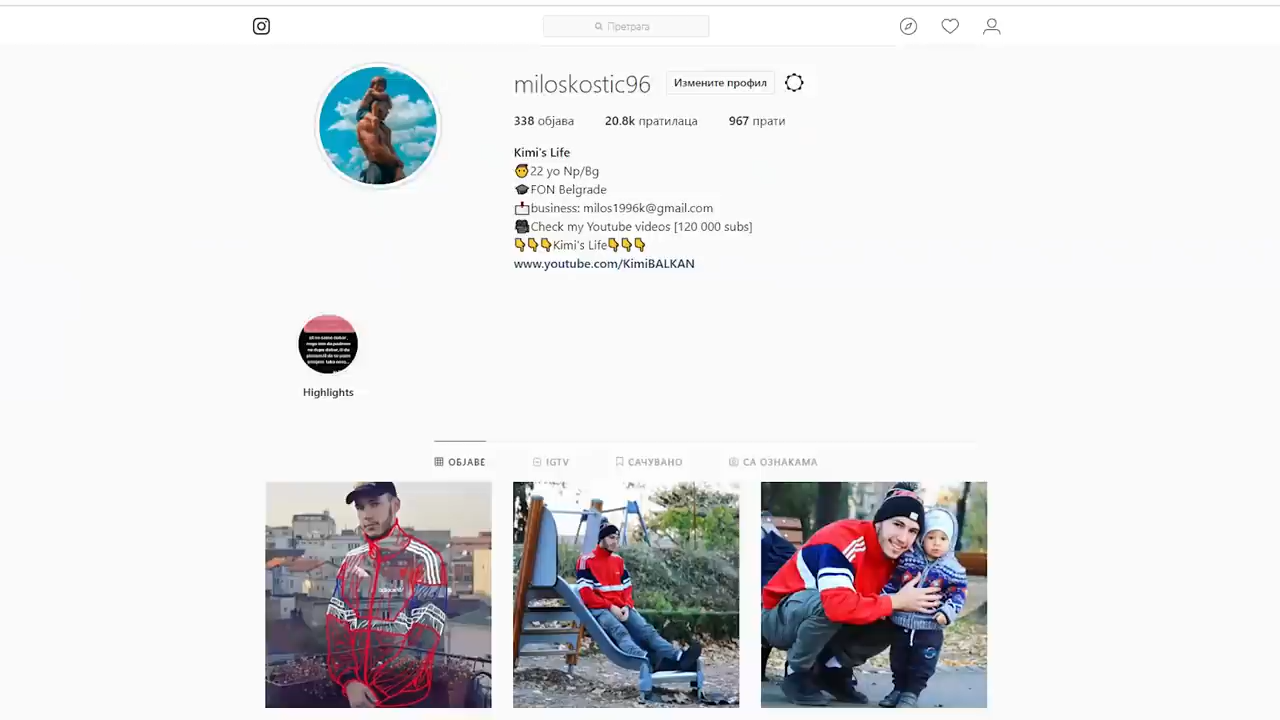 Претрага
miloskostic96 Измените профил
338 објава 20.8k пратилаца 967 прати
Kimi's Life
22 yo Np/Bg
FON Belgrade
business: milos1996k@gmail.com
Check my Youtube videos [120 000 subs]
Kimi's Life
www.youtube.com/KimiBALKAN
Highlights
ОБЈАВЕ IGTV САЧУВАНО СА ОЗНАКАМА